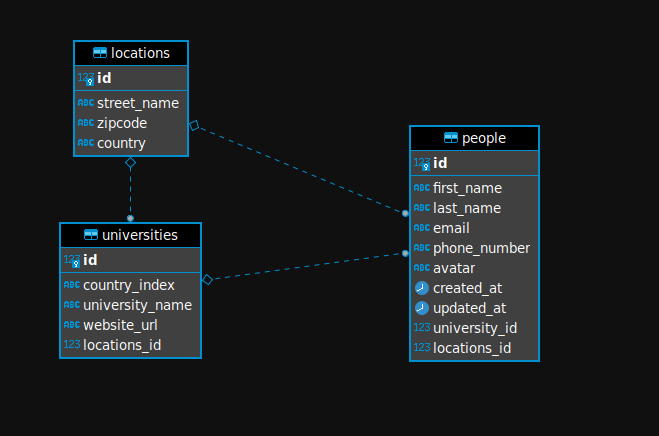 locations
123 id
ABC street_name
ABC zipcode
ABC country
people
123 id
ABC first_name
ABC last_name
ABC email
ABC phone_number
ABC avatar
created_at
updated_at
123 university_id
123 locations_id
universities
123 id
ABC country_index
ABC university_name
ABC website_url
123 locations_id